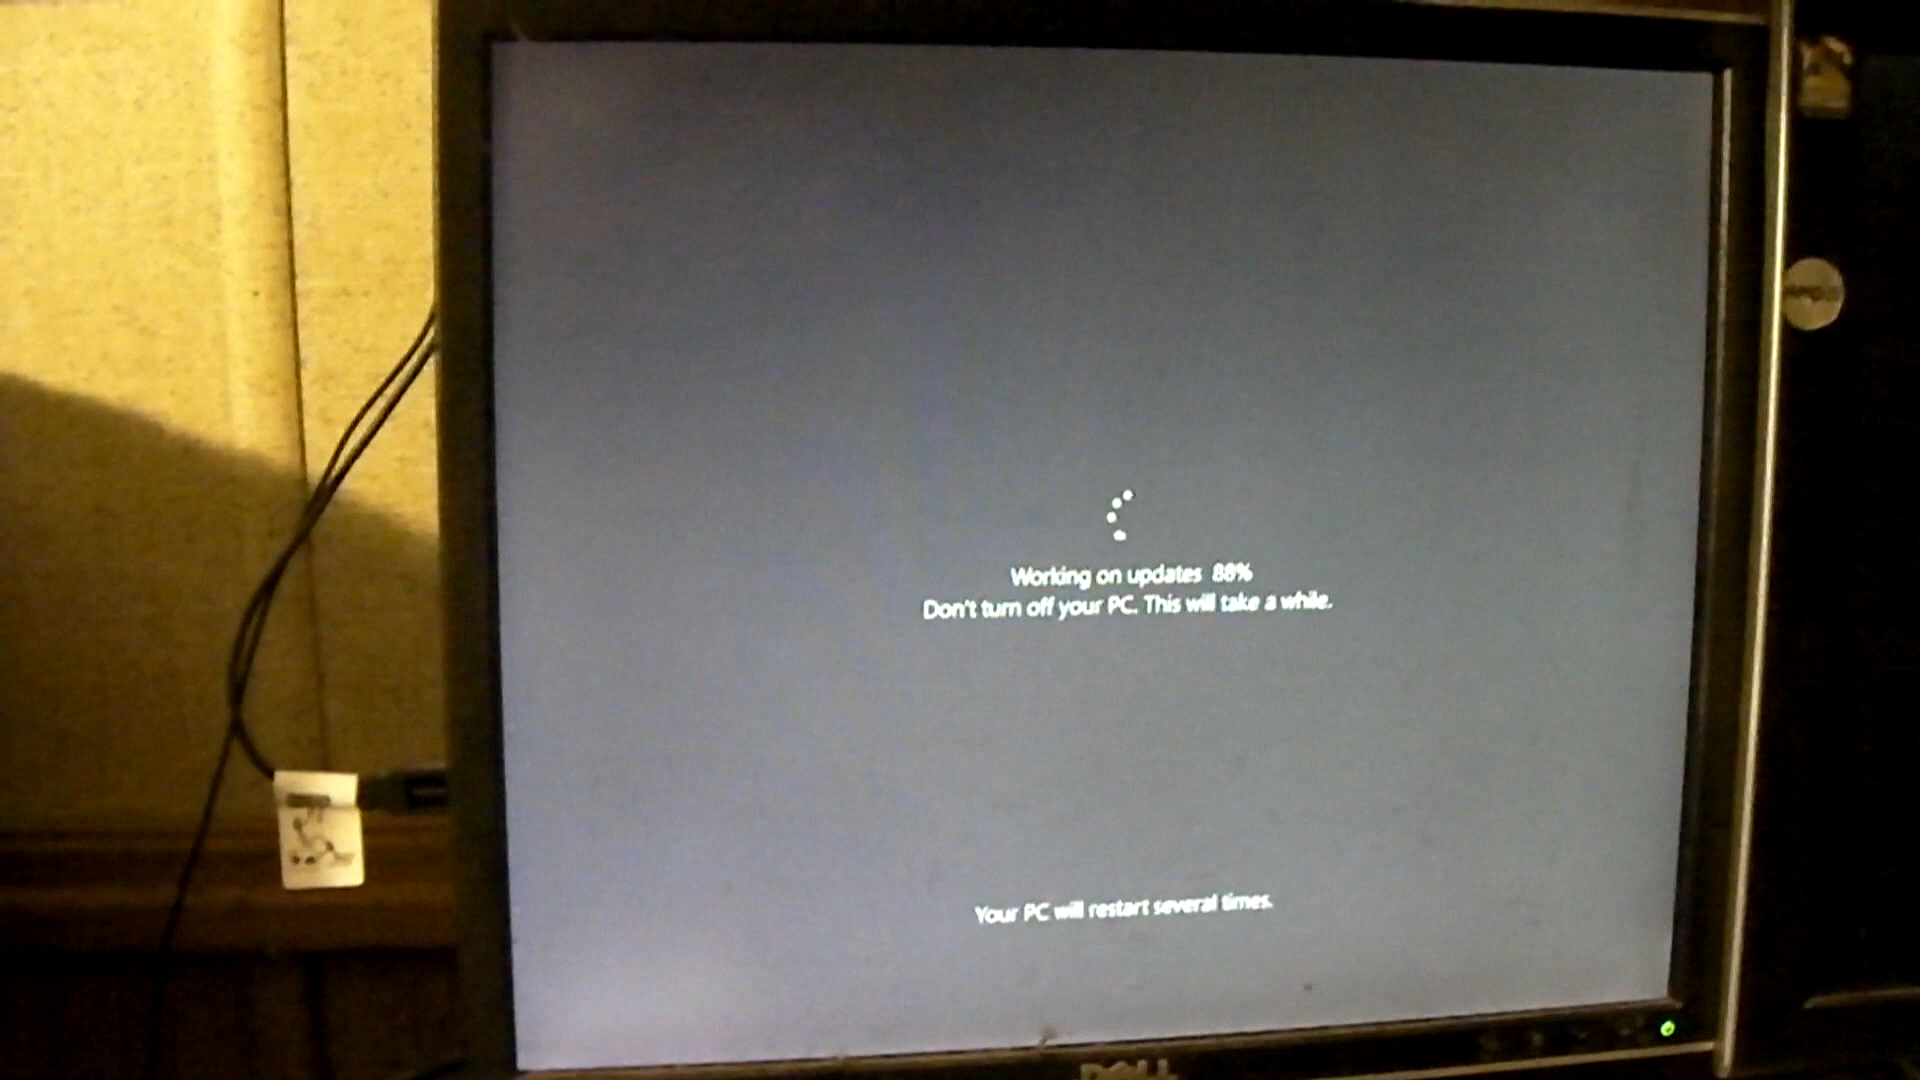 Working on updates 88%
Don't turn off your PC. This will take a while.
Your PC will restart several times.
DELL